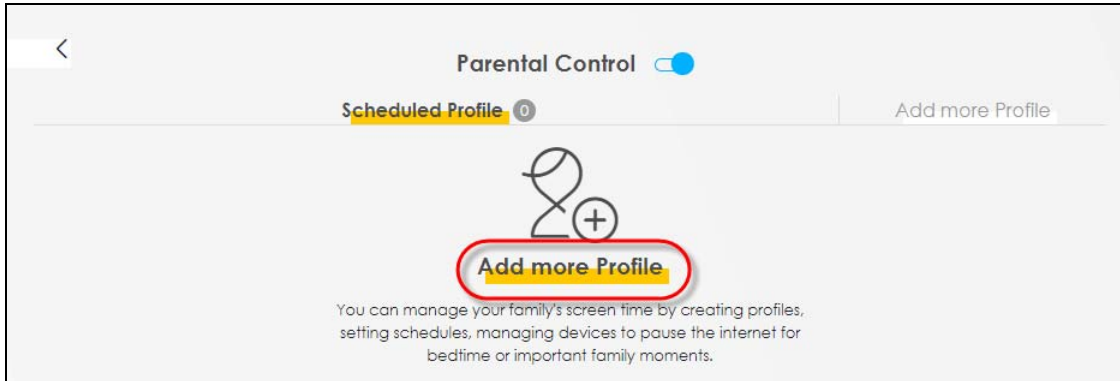 Parental Control
Scheduled Profile 0
Add more Profile
Add more Profile
You can manage your family's screen time by creating profiles,
setting schedules, managing devices to pause the internet for
bedtime or important family moments.